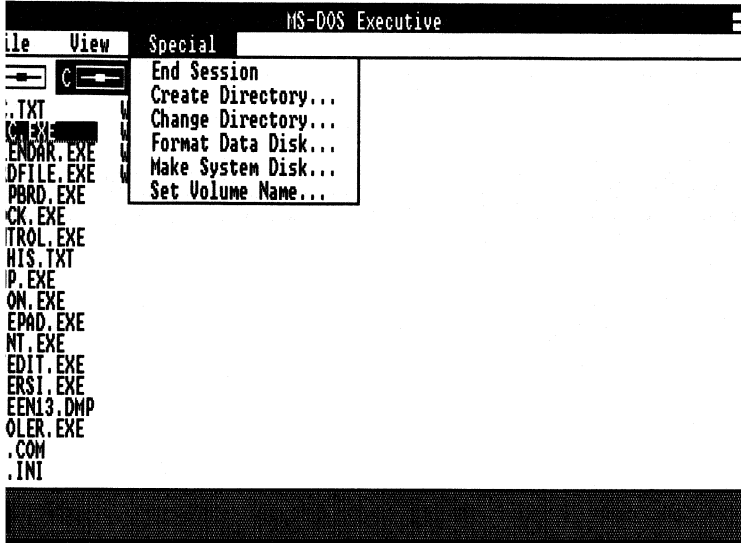 MS-DOS Executive
ile View Special
C
End Session
Create Directory...
Change Directory...
Format Data Disk...
Make System Disk...
Set Volume Name...
.TXT W
C.EXE W
ENDAR.EXE W
DFILE.EXE W
PBRD.EXE
CK.EXE
TROL.EXE
HIS.TXT
P.EXE
ON.EXE
EPAD.EXE
NT.EXE
EDIT.EXE
ERSI.EXE
EEN13.DMP
OLER.EXE
.COM
.INI